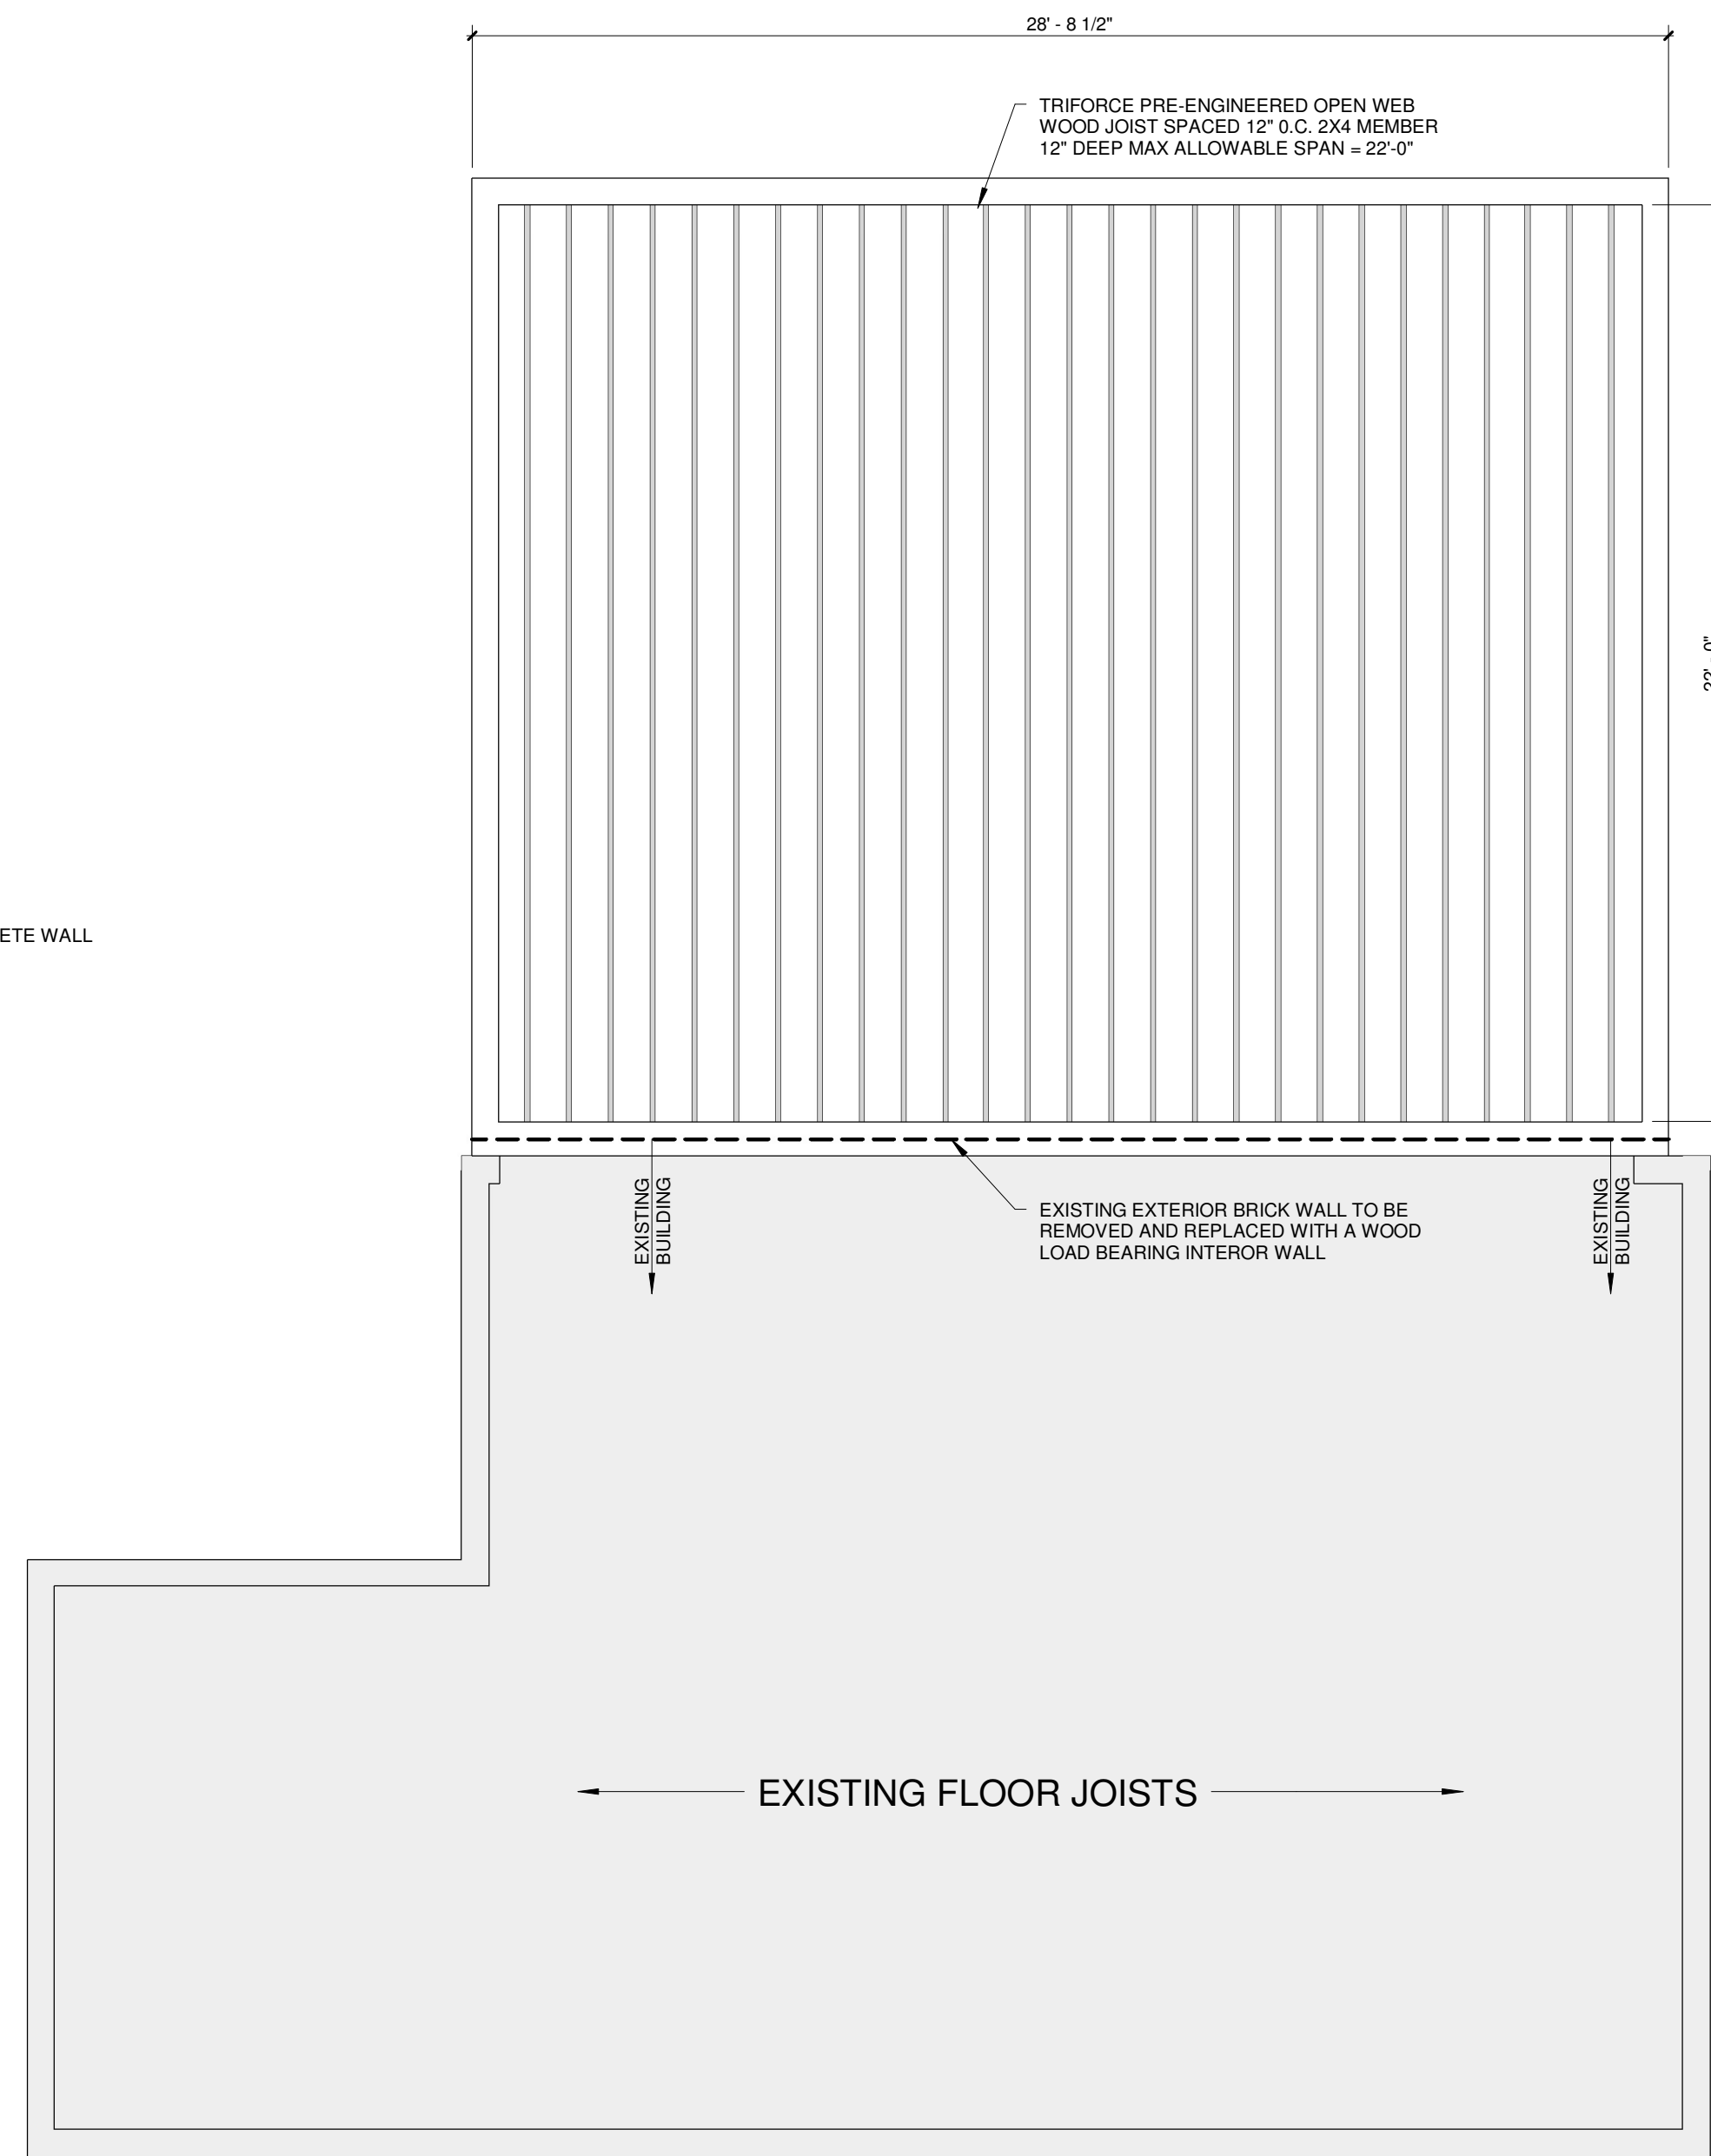 28' - 8 1/2"
TRIFORCE PRE-ENGINEERED OPEN WEB
WOOD JOIST SPACED 12" 0.C. 2X4 MEMBER
12" DEEP MAX ALLOWABLE SPAN = 22'-0"
ETE WALL
EXISTING
BUILDING
EXISTING EXTERIOR BRICK WALL TO BE
REMOVED AND REPLACED WITH A WOOD
LOAD BEARING INTEROR WALL
EXISTING
BUILDING
EXISTING FLOOR JOISTS